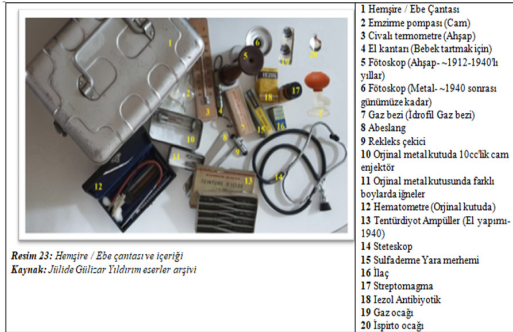 1 Hemşire / Ebe Çantası
2 Emzirme pompası (Cam)
3 Civalı termometre (Ahşap)
4 El kantarı (Bebek tartmak için)
5 Fötoskop (Ahşap- ~1912-1940'lı
yıllar)
6 Fötoskop (Metal- ~1940 sonrası
günümüze kadar)
7 Gaz bezi (İdrofil Gaz bezi)
8 Abeslang
9 Rekleks çekici
10 Orjinal metal kutuda 10cc'lik cam
enjektör
11 Orjinal metal kutusunda farklı
boylarda iğneler
12 Hematometre (Orjinal kutuda)
13 Tentürdiyot Ampüller (El yapımı-
1940)
14 Steteskop
15 Sulfaderme Yara merhemi
16 İlaç
17 Streptomagma
18 Iezol Antibiyotik
19 Gaz ocağı
20 İspirto ocağı
Resim 23: Hemşire / Ebe çantası ve içeriği
Kaynak: Jülide Gülizar Yıldırım eserler arşivi